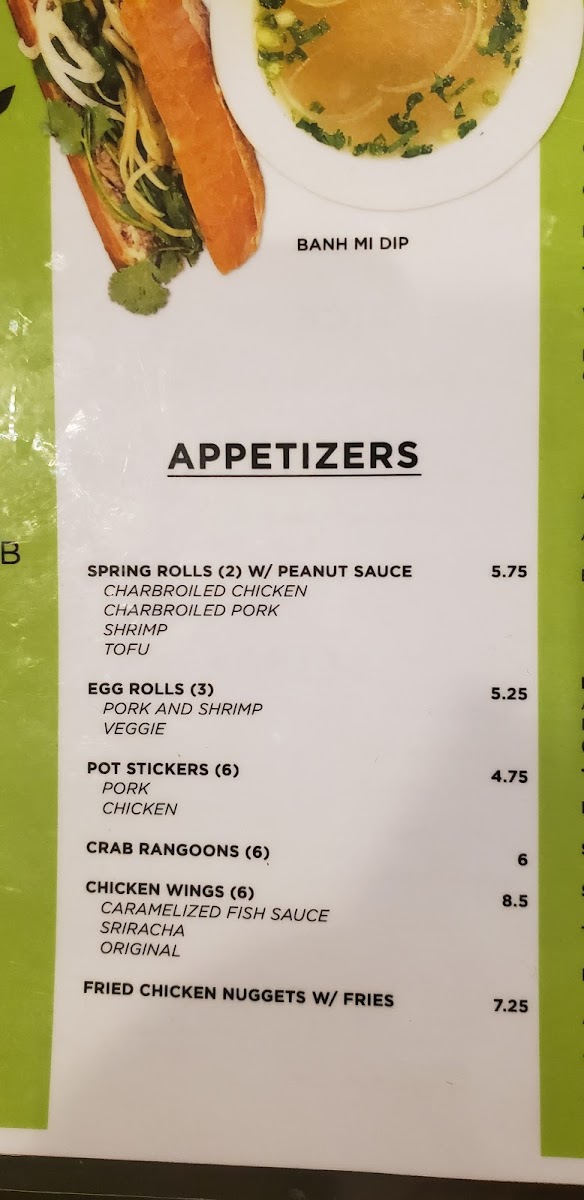 BANH MI DIP
APPETIZERS
B
SPRING ROLLS (2) W/ PEANUT SAUCE 5.75
CHARBROILED CHICKEN
CHARBROILED PORK
SHRIMP
TOFU
EGG ROLLS (3) 5.25
PORK AND SHRIMP
VEGGIE
POT STICKERS (6) 4.75
PORK
CHICKEN
CRAB RANGOONS (6) 6
CHICKEN WINGS (6) 8.5
CARAMELIZED FISH SAUCE
SRIRACHA
ORIGINAL
FRIED CHICKEN NUGGETS W/ FRIES 7.25